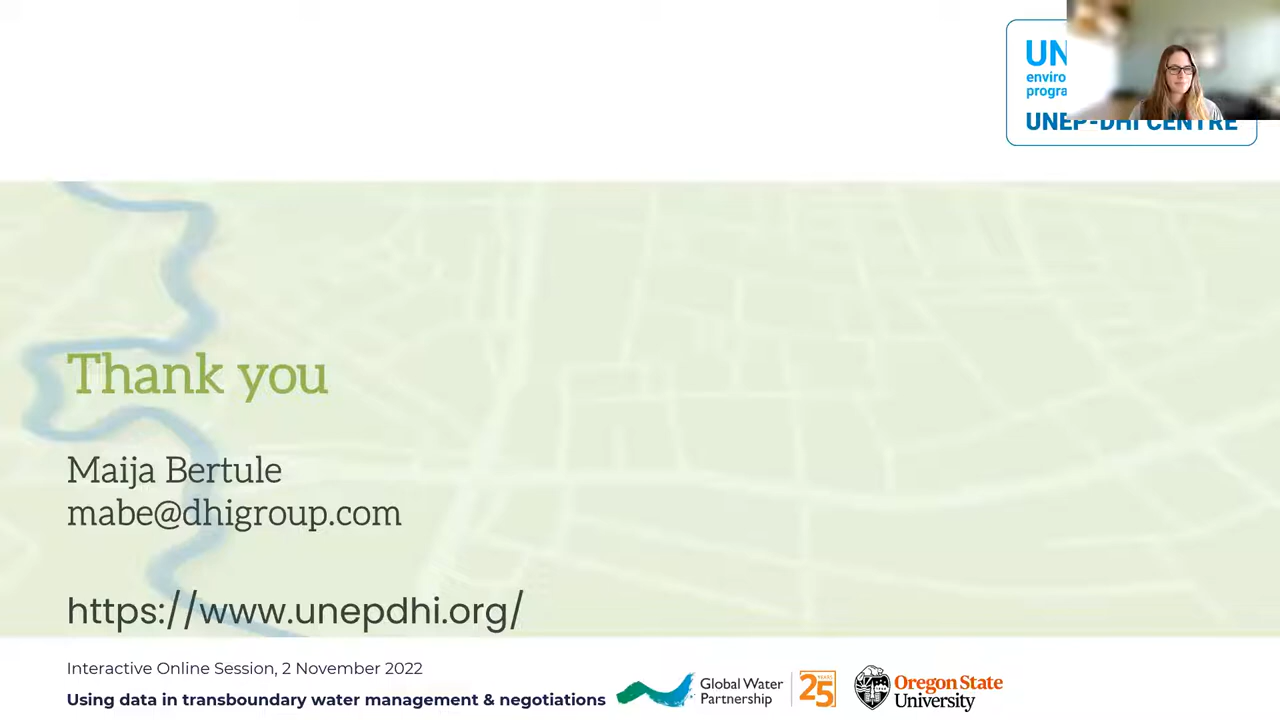 UN
enviro
progra
UNEP-DHI CENTRE
Thank you
Maija Bertule
mabe@dhigroup.com
https://www.unepdhi.org/
Interactive Online Session, 2 November 2022
Using data in transboundary water management & negotiations
Global Water
Partnership
25
YEARS
Oregon State
University